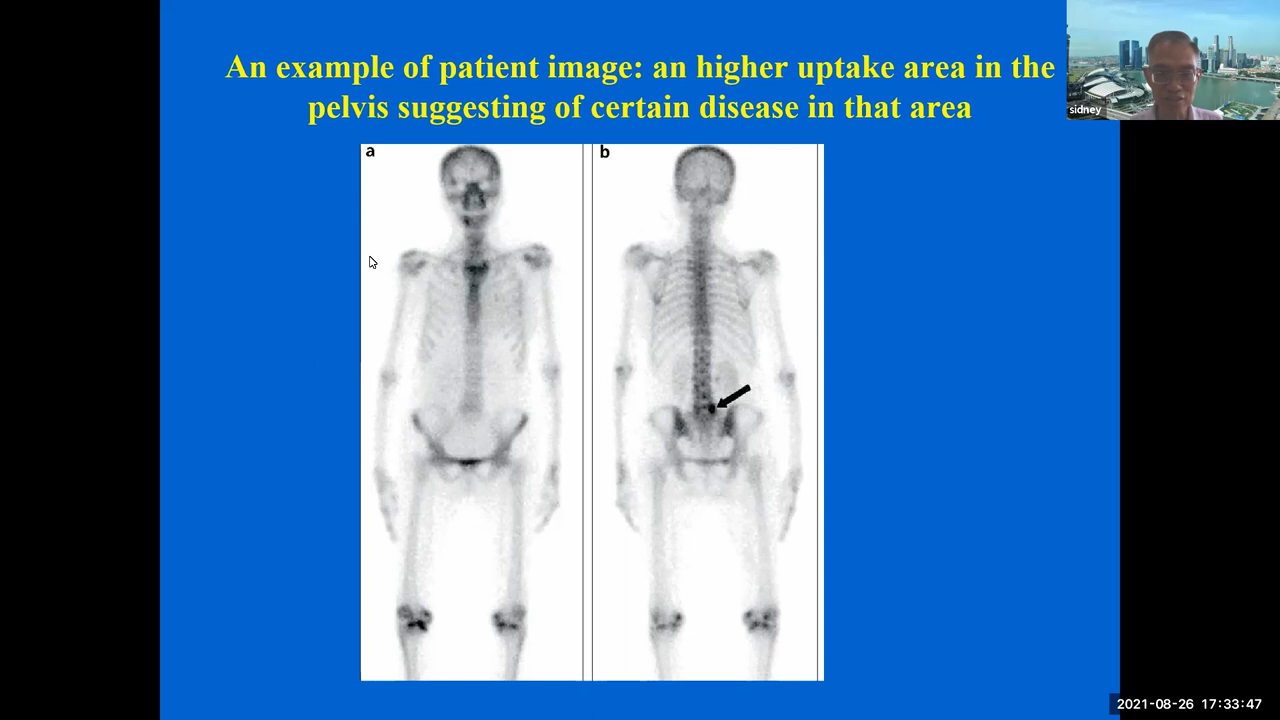 An example of patient image: an higher uptake area in the
pelvis suggesting of certain disease in that area
sidney
a
b
2021-08-26 17:33:47